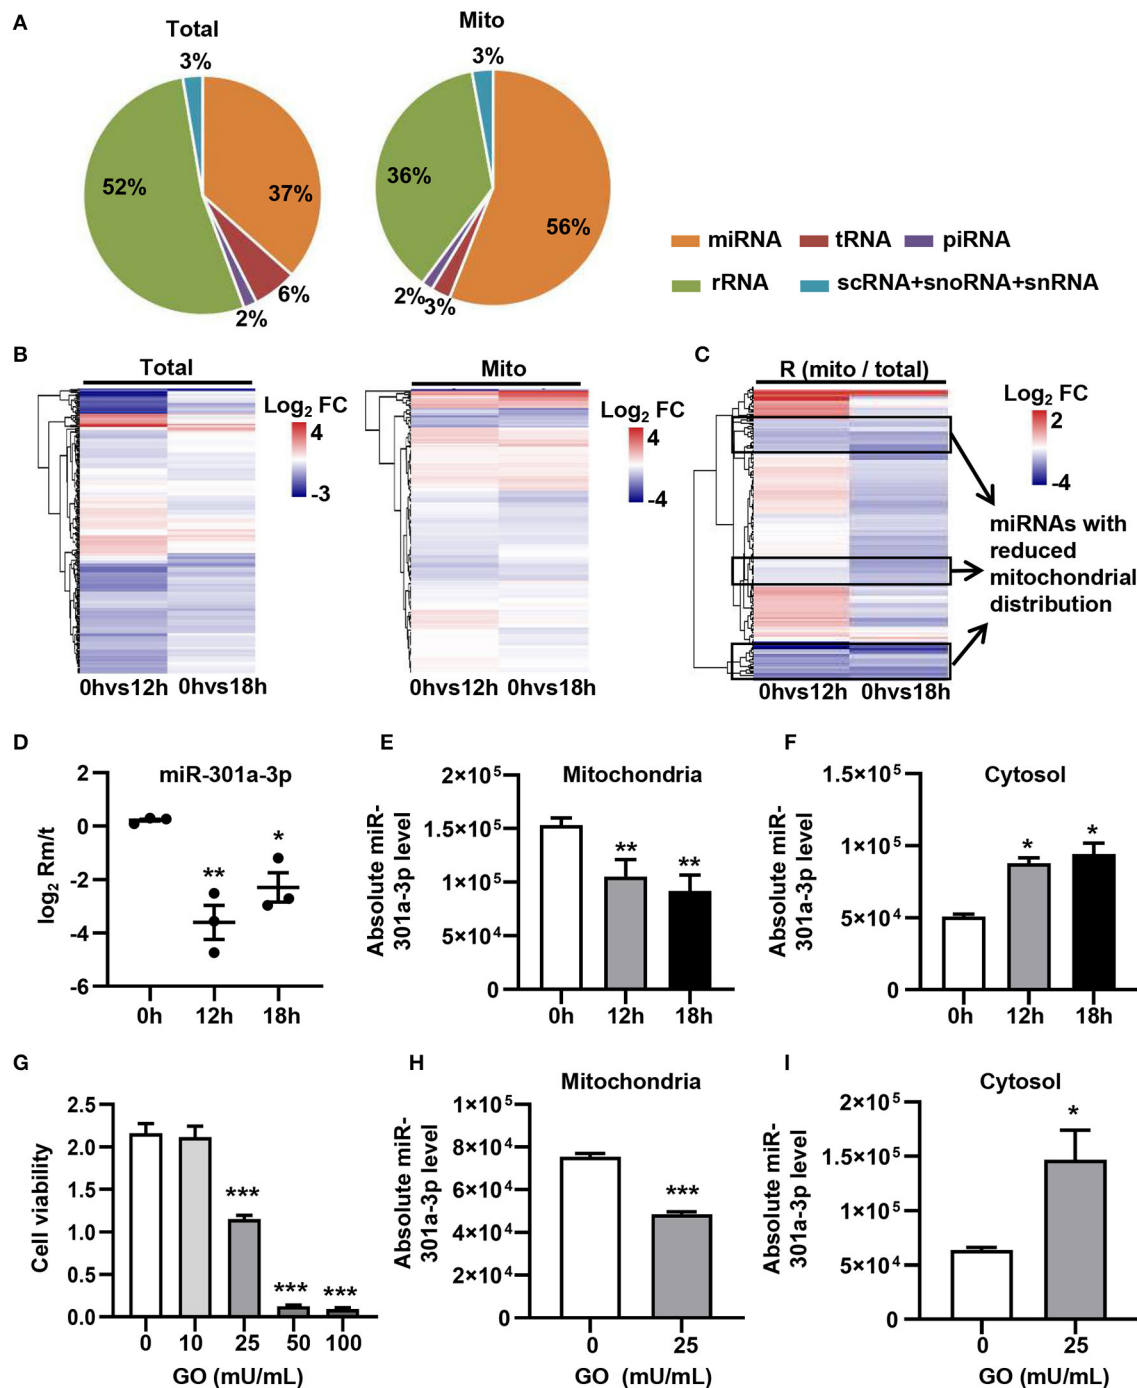 A
Total
Mito
3%
52%
37%
6%
2%
3%
36%
56%
2%
3%
miRNA
tRNA
piRNA
rRNA
scRNA+snoRNA+snRNA
B
Total
Log2 FC
4
-3
0hvs12h
0hvs18h
Mito
Log2 FC
4
-4
0hvs12h
0hvs18h
C
R (mito / total)
Log2 FC
2
-4
miRNAs with
reduced
mitochondrial
distribution
0hvs12h
0hvs18h
D
miR-301a-3p
log2 Rm/t
2
0
-2
-4
-6
**
*
0h
12h
18h
E
Mitochondria
Absolute miR-
301a-3p level
2×10^5
1.5×10^5
1×10^5
5×10^4
0
**
**
0h
12h
18h
F
Cytosol
Absolute miR-
301a-3p level
1.5×10^5
1×10^5
5×10^4
0
*
*
0h
12h
18h
G
Cell viability
2.5
2.0
1.5
1.0
0.5
0.0
***
***
***
0
10
25
50
100
GO (mU/mL)
H
Mitochondria
Absolute miR-
301a-3p level
1×10^5
8×10^4
6×10^4
4×10^4
2×10^4
0
***
0
25
GO (mU/mL)
I
Cytosol
Absolute miR-
301a-3p level
2×10^5
1.5×10^5
1×10^5
5×10^4
0
*
0
25
GO (mU/mL)